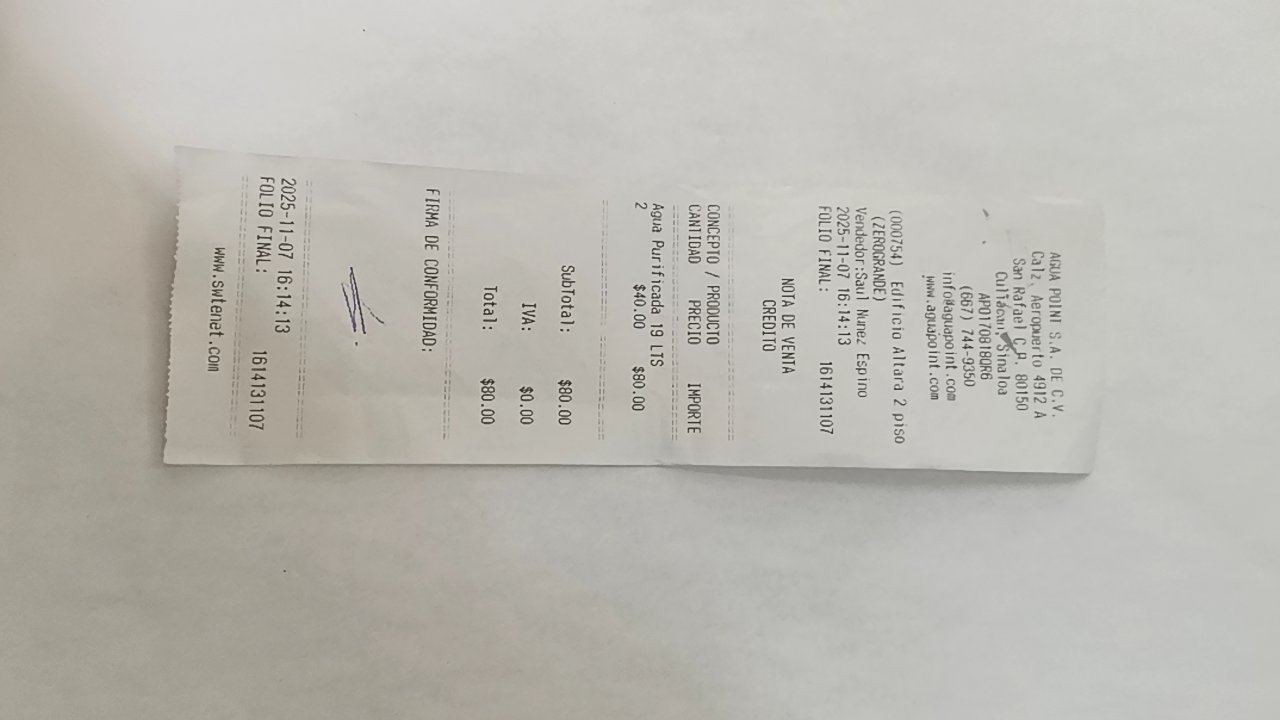 AGUA POINT S.A. DE C.V.
Calz. Aeropuerto 4912 A
San Rafael C.P. 80150
Culiacan, Sinaloa
APO170818QR6
(667) 744-9350
info@aguapoint.com
www.aguapoint.com
(000754) Edificio Altara 2 piso
(ZEROGRANDE)
Vendedor:Saul Nunez Espino
2025-11-07 16:14:13
FOLIO FINAL: 1614131107
NOTA DE VENTA
CREDITO
CONCEPTO / PRODUCTO
CANTIDAD PRECIO IMPORTE
Agua Purificada 19 LTS
2 $40.00 $80.00
SubTotal: $80.00
IVA: $0.00
Total: $80.00
FIRMA DE CONFORMIDAD:
2025-11-07 16:14:13
FOLIO FINAL: 1614131107
www.swtenet.com